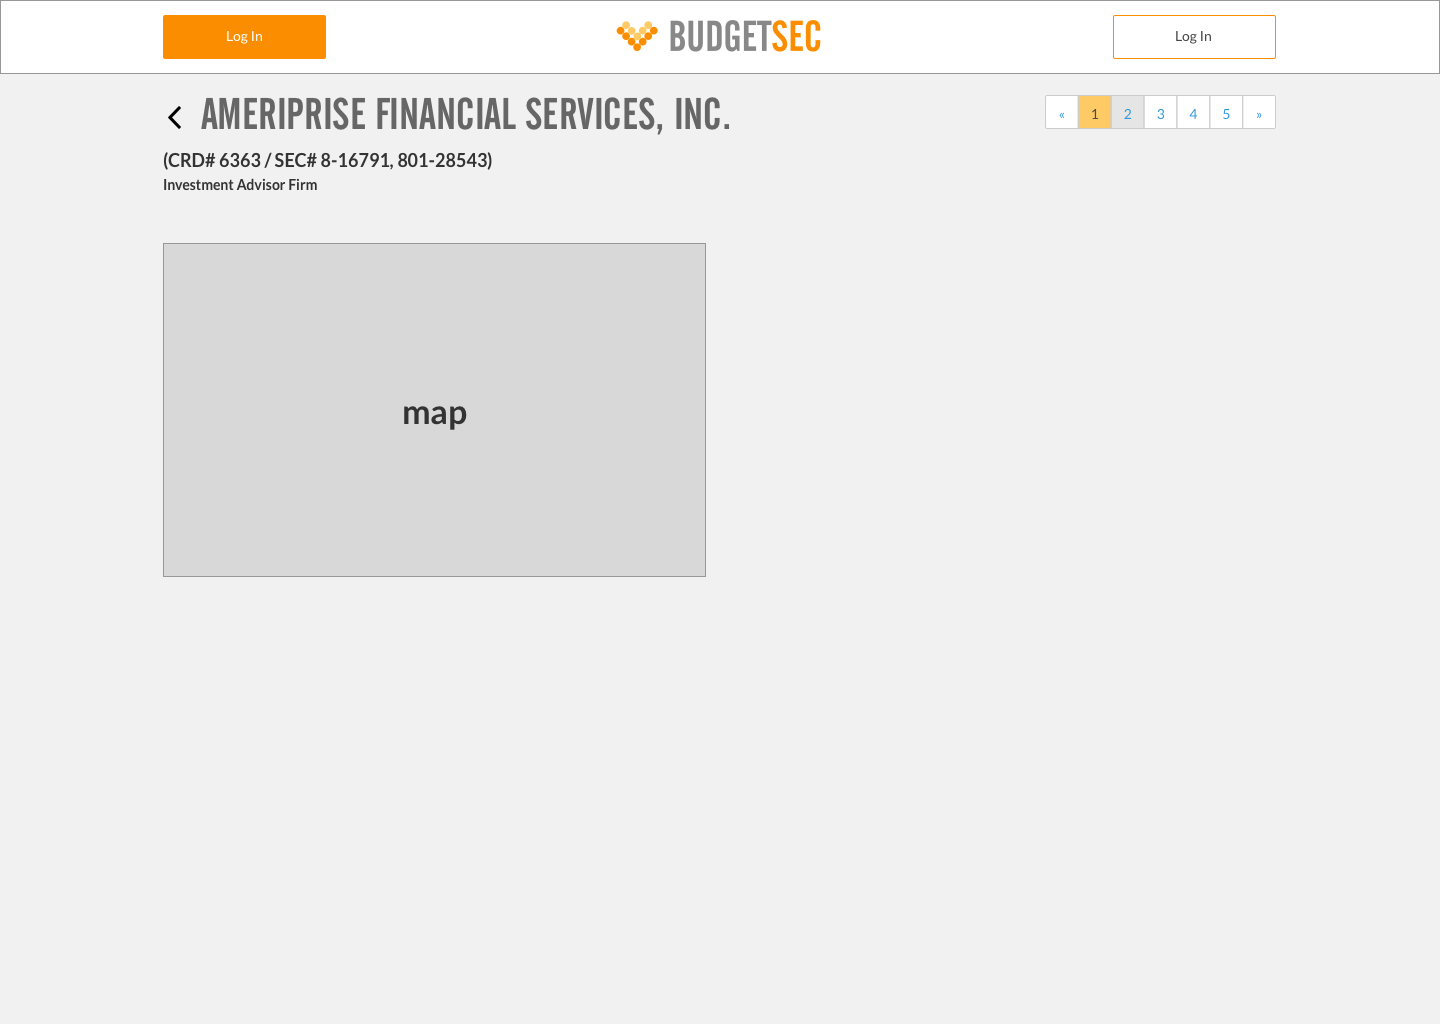 Log In
BUDGETSEC
Log In
AMERIPRISE FINANCIAL SERVICES, INC.
« 1 2 3 4 5 »
(CRD# 6363 / SEC# 8-16791, 801-28543)
Investment Advisor Firm
map